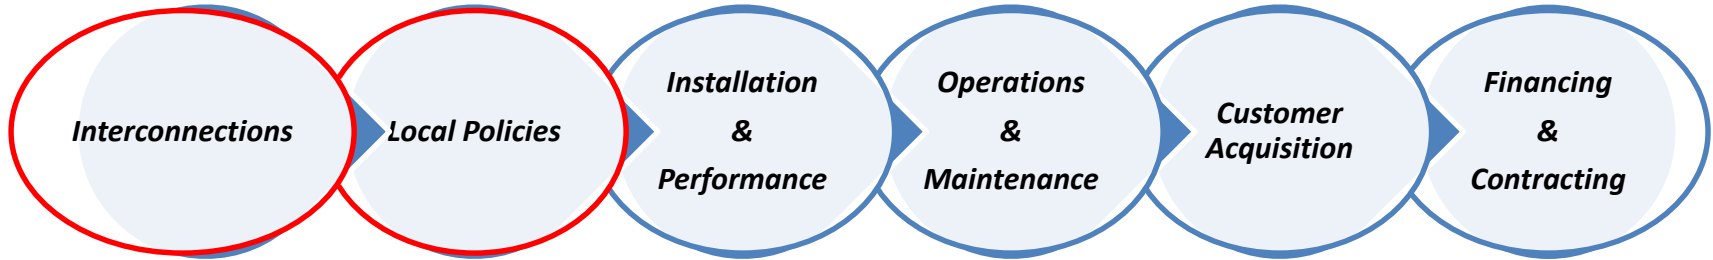 Interconnections
Local Policies
Installation
&
Performance
Operations
&
Maintenance
Customer
Acquisition
Financing
&
Contracting